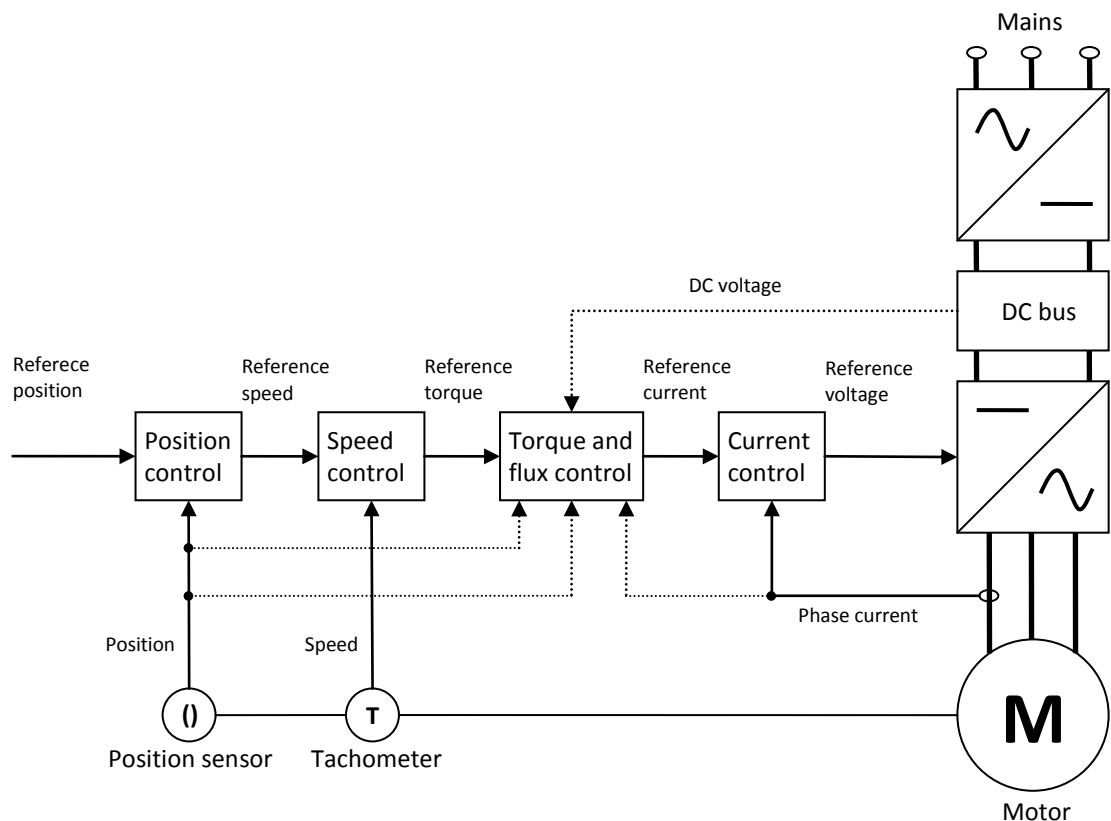 Mains
DC voltage
DC bus
Referece
position
Reference
speed
Reference
torque
Reference
current
Reference
voltage
Position
control
Speed
control
Torque and
flux control
Current
control
Phase current
Position
Speed
()
T
M
Position sensor
Tachometer
Motor